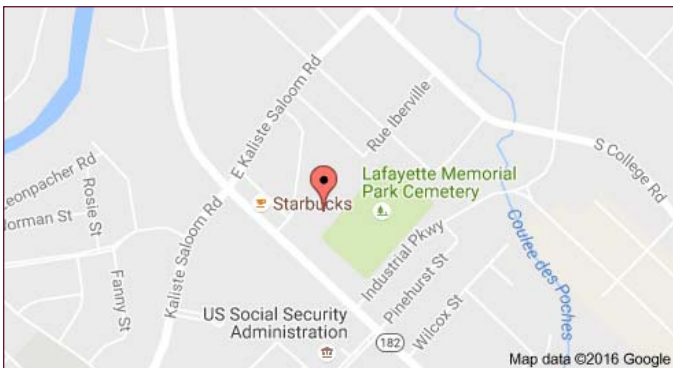 E Kaliste Saloom Rd
Rue Iberville
S College Rd
Lafayette Memorial
Park Cemetery
eonpacher Rd
Rosie St
Norman St
Starbucks
Kaliste Saloom Rd
Industrial Pkwy
Coulee des Poches
Fanny St
Pinehurst St
US Social Security
Administration
Wilcox St
182
Map data ©2016 Google